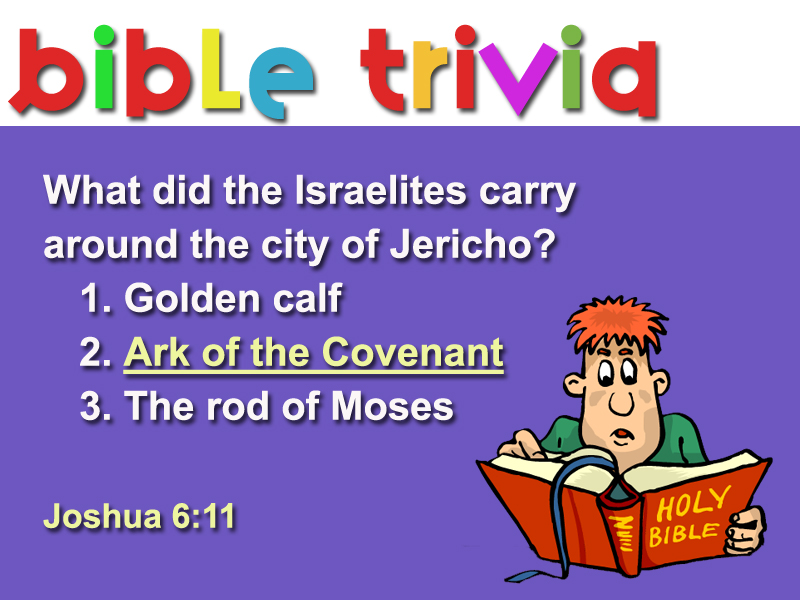 bible trivia
What did the Israelites carry
around the city of Jericho?
1. Golden calf
2. Ark of the Covenant
3. The rod of Moses
Joshua 6:11
HOLY
BIBLE